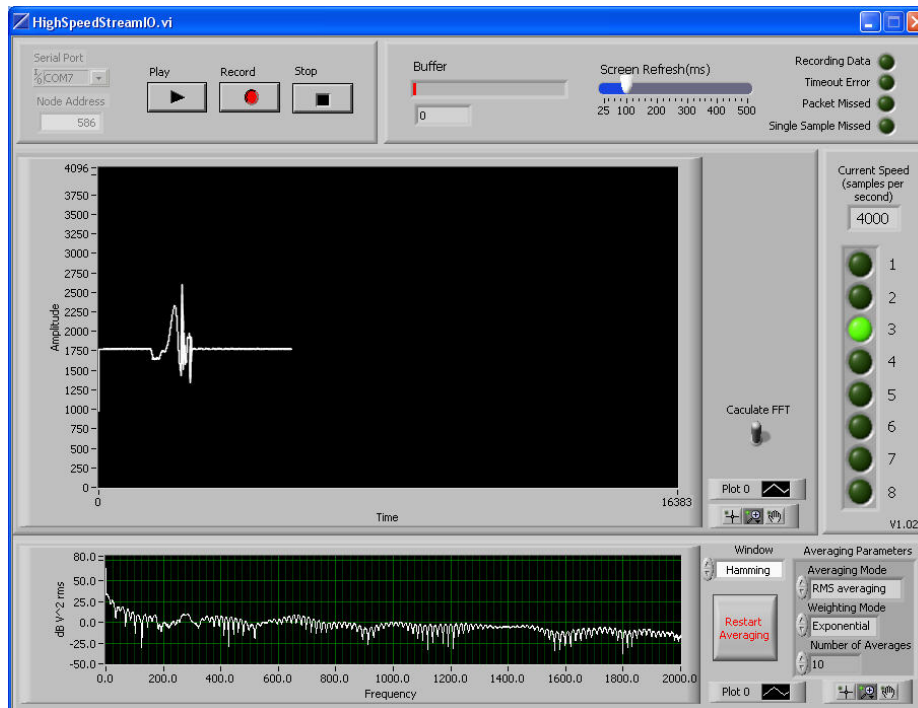 HighSpeedStreamIO.vi
Serial Port
COM7
Node Address
586
Play
Record
Stop
Buffer
0
Screen Refresh(ms)
25 100 200 300 400 500
Recording Data
Timeout Error
Packet Missed
Single Sample Missed
4096
3750
3500
3250
3000
2750
2500
2250
2000
1750
1500
1250
1000
750
500
250
0
Amplitude
0
16383
Time
Caculate FFT
Plot 0
Current Speed
(samples per
second)
4000
1
2
3
4
5
6
7
8
V1.02
80.0
50.0
25.0
0.0
-25.0
-50.0
dB V^2 rms
0.0 200.0 400.0 600.0 800.0 1000.0 1200.0 1400.0 1600.0 1800.0 2000.0
Frequency
Window
Hamming
Restart
Averaging
Plot 0
Averaging Parameters
Averaging Mode
RMS averaging
Weighting Mode
Exponential
Number of Averages
10